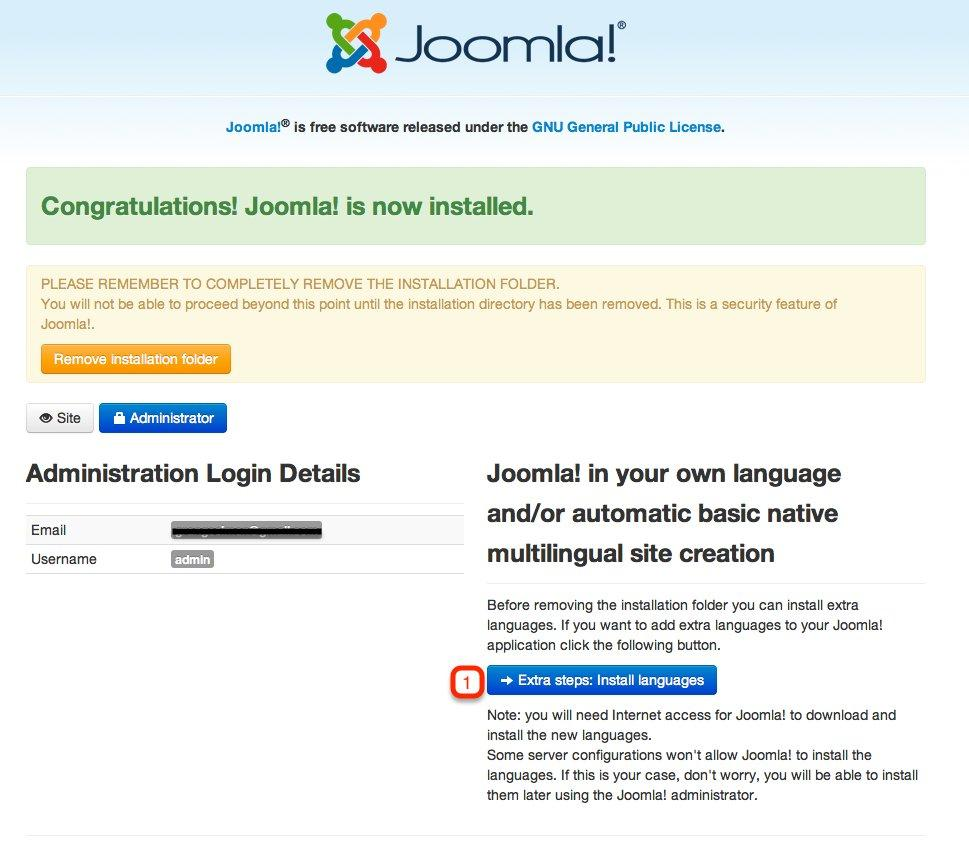 Joomla!®
Joomla!® is free software released under the GNU General Public License.
Congratulations! Joomla! is now installed.
PLEASE REMEMBER TO COMPLETELY REMOVE THE INSTALLATION FOLDER.
You will not be able to proceed beyond this point until the installation directory has been removed. This is a security feature of
Joomla!.
Remove installation folder
Site
Administrator
Administration Login Details
Email
Username admin
Joomla! in your own language
and/or automatic basic native
multilingual site creation
Before removing the installation folder you can install extra
languages. If you want to add extra languages to your Joomla!
application click the following button.
1
Extra steps: Install languages
Note: you will need Internet access for Joomla! to download and
install the new languages.
Some server configurations won't allow Joomla! to install the
languages. If this is your case, don't worry, you will be able to install
them later using the Joomla! administrator.